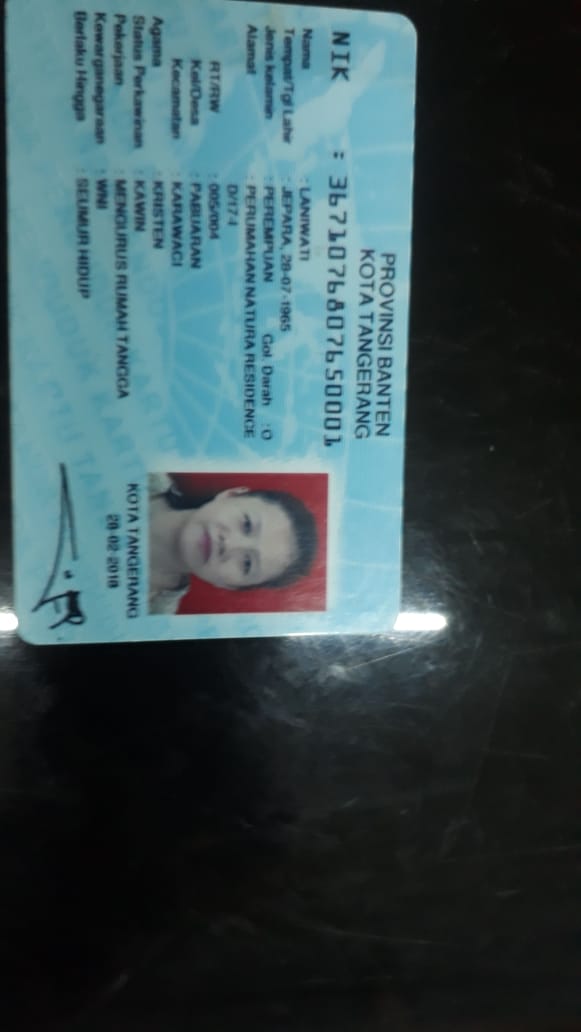 PROVINSI BANTEN
KOTA TANGERANG
NIK : 3671076807650001
Nama : LANIWATI
Tempat/Tgl Lahir : JEPARA, 28-07-1965
Jenis kelamin : PEREMPUAN Gol. Darah : O
Alamat : PERUMAHAN NATURA RESIDENCE
D/17-1
RT/RW : 005/004
Kel/Desa : PABUARAN
Kecamatan : KARAWACI
Agama : KRISTEN
Status Perkawinan : KAWIN
Pekerjaan : MENGURUS RUMAH TANGGA
Kewarganegaraan : WNI
Berlaku Hingga : SEUMUR HIDUP
KOTA TANGERANG
28-02-2018